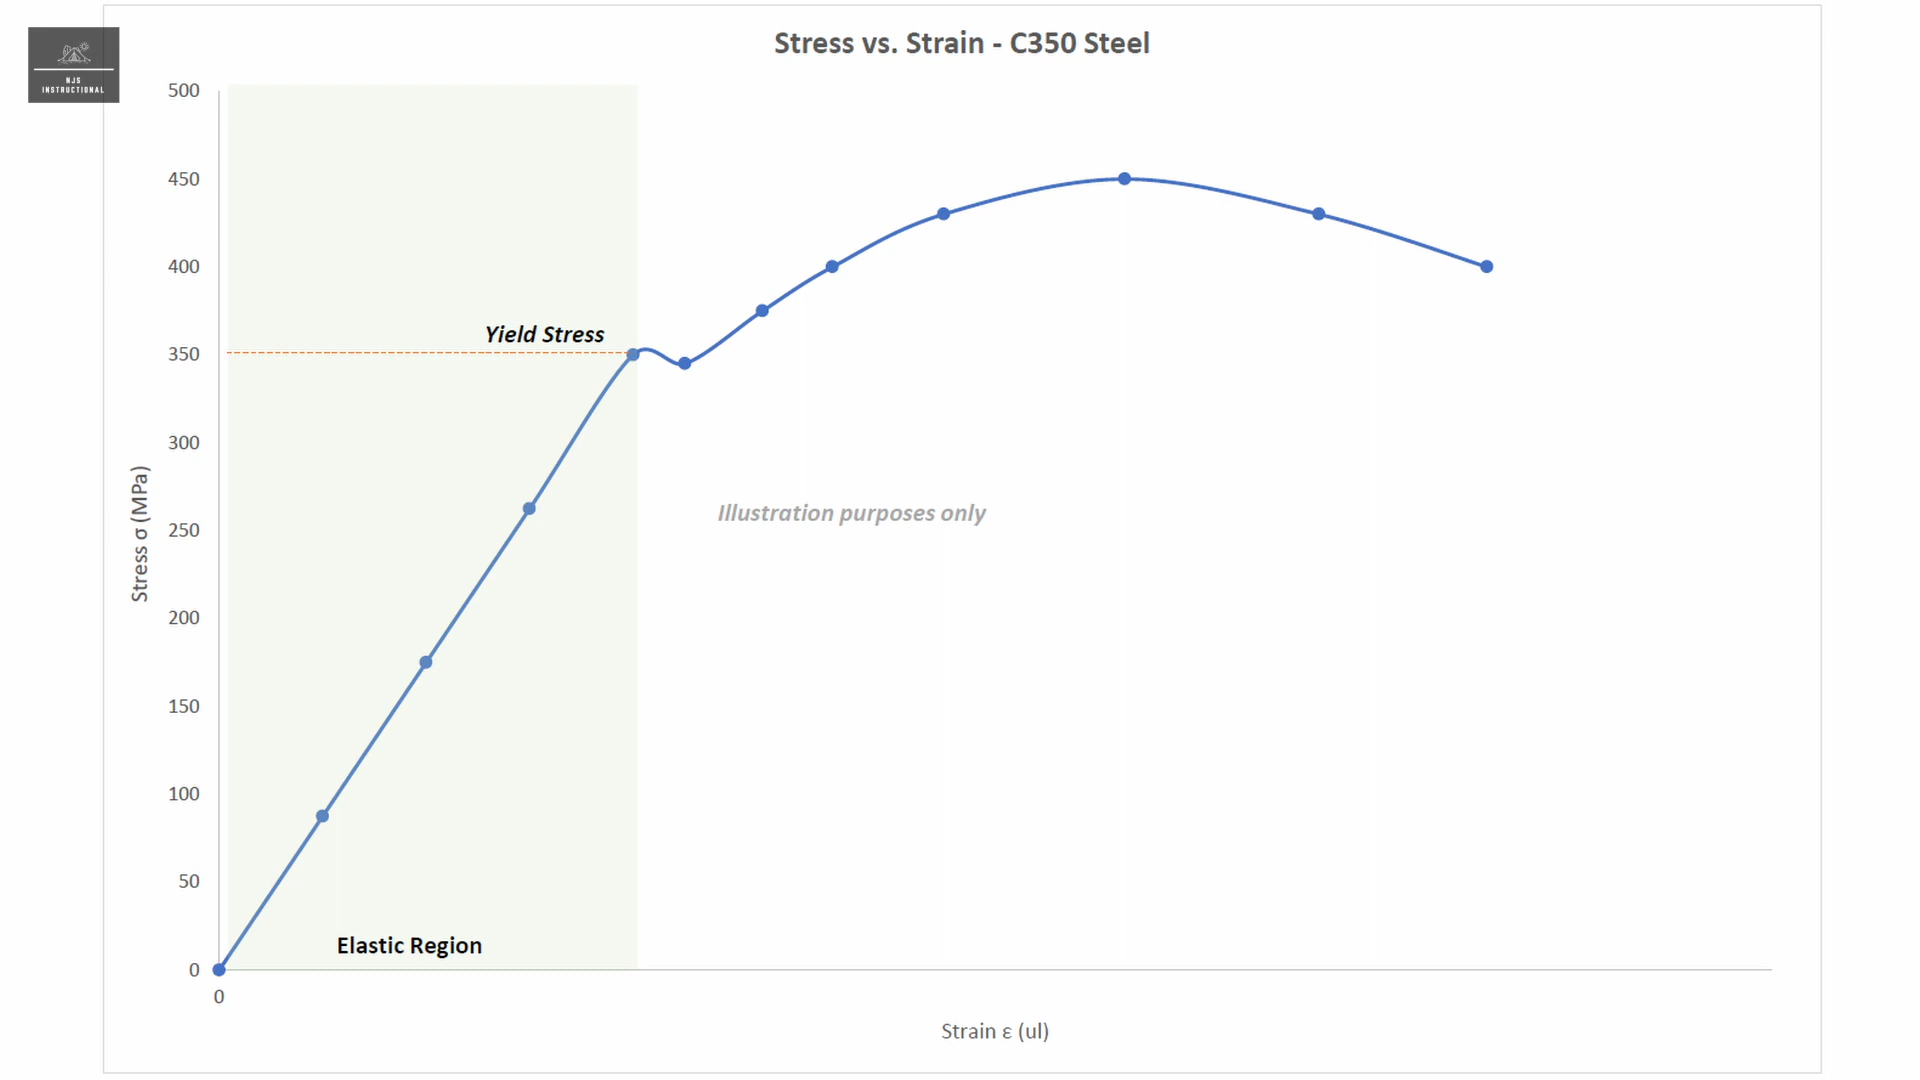 Stress vs. Strain - C350 Steel
NJS
INSTRUCTIONAL
500
450
400
350
300
250
200
150
100
50
0
0
Yield Stress
Illustration purposes only
Elastic Region
Stress σ (MPa)
Strain ε (ul)